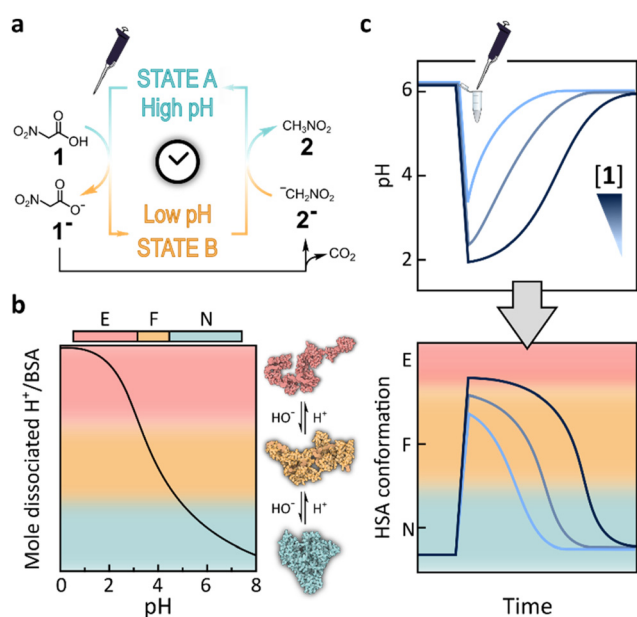 a
STATE A
High pH
O₂N
O
OH
1
CH₃NO₂
2
O₂N
O
O⁻
1⁻
Low pH
STATE B
⁻CH₂NO₂
2⁻
CO₂
b
E F N
Mole dissociated H⁺/BSA
0 2 4 6 8
pH
HO⁻ H⁺
HO⁻ H⁺
c
6
4
2
pH
[1]
E
F
N
HSA conformation
Time